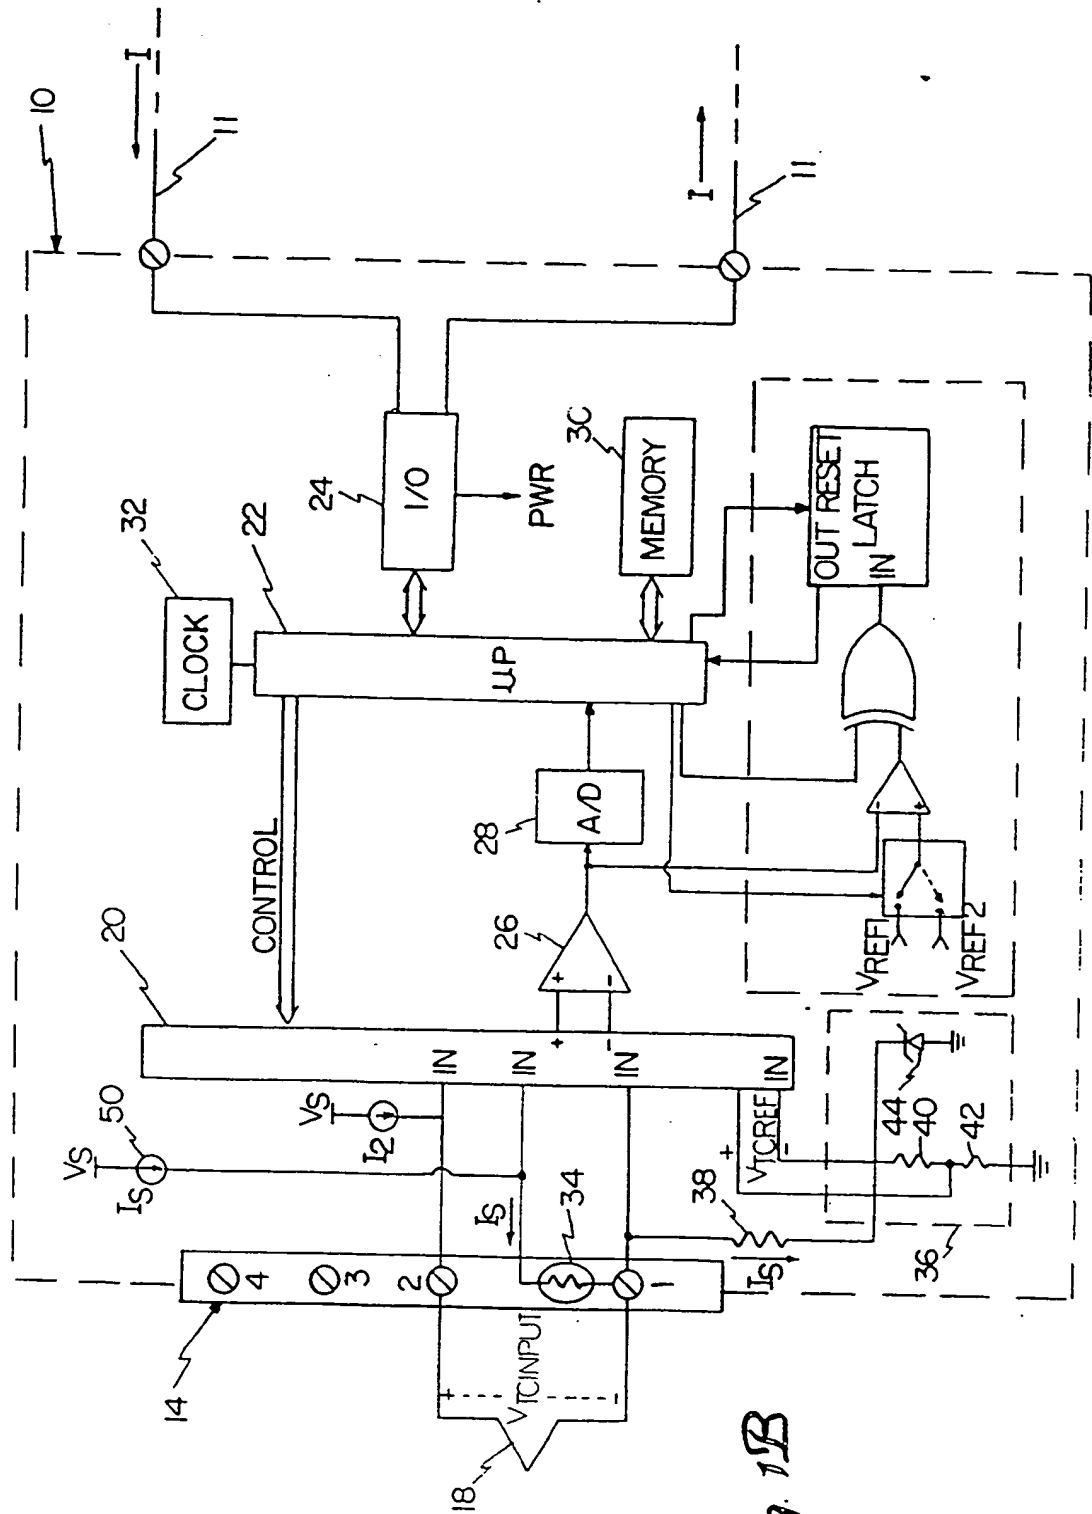 10
I
11
I
11
32
CLOCK
22
24
I/O
PWR
30
MEMORY
µP
OUT RESET
LATCH
IN
CONTROL
20
26
+
-
28
A/D
-
+
VREF1
VREF2
IN
IN
+
-
IN
IN
VS
50
IS
VS
I2
IS
34
38
+
VTCREF
-
44
40
42
36
IS
14
4
3
2
1
18
+
VTCINPUT
-
1B